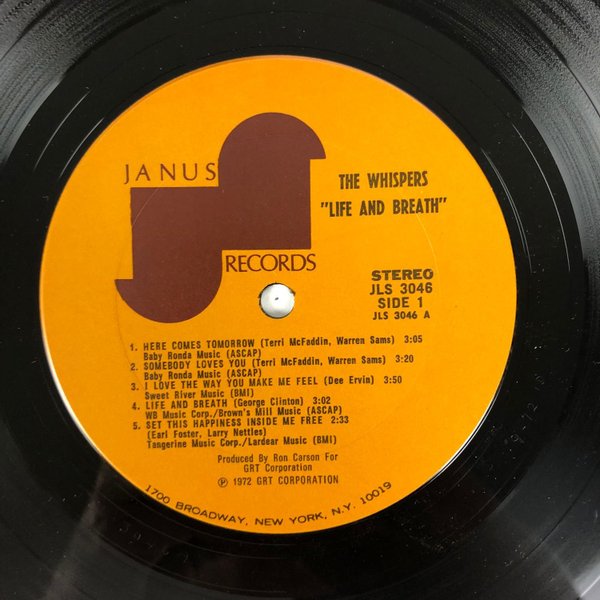 JANUS
RECORDS
THE WHISPERS
"LIFE AND BREATH"
STEREO
JLS 3046
SIDE 1
JLS 3046 A
1. HERE COMES TOMORROW (Terri McFaddin, Warren Sams) 3:05
Baby Ronda Music (ASCAP)
2. SOMEBODY LOVES YOU (Terri McFaddin, Warren Sams) 3:20
Baby Ronda Music (ASCAP)
3. I LOVE THE WAY YOU MAKE ME FEEL (Dee Ervin) 3:50
Sweet River Music (BMI)
4. LIFE AND BREATH (George Clinton) 3:02
WB Music Corp./Brown's Mill Music (ASCAP)
5. SET THIS HAPPINESS INSIDE ME FREE 2:33
(Earl Foster, Larry Nettles)
Tangerine Music Corp./Lardear Music (BMI)
Produced By Ron Carson For
GRT Corporation
℗ 1972 GRT CORPORATION
1700 BROADWAY, NEW YORK, N.Y. 10019